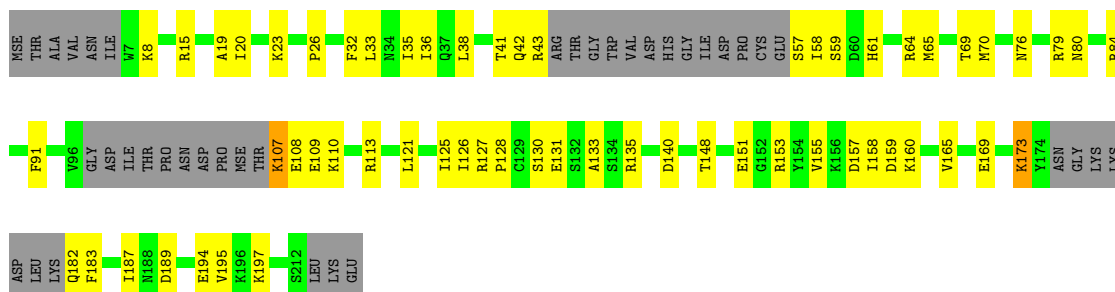 MSE THR ALA VAL ASN ILE W7 K8 R15 A19 I20 K23 P26 F32 L33 N34 I35 I36 Q37 L38 T41 Q42 R43 ARG THR GLY TRP VAL ASP HIS GLY ILE ASP PRO CYS GLU S57 I58 S59 D60 H61 R64 M65 T69 M70 N76 R79 N80 R84
F91 V96 GLY ASP ILE THR PRO ASN ASP PRO MSE THR K107 E108 E109 K110 R113 L121 I125 I126 R127 P128 C129 S130 E131 S132 A133 S134 R135 D140 T148 E151 G152 R153 Y154 V155 K156 D157 I158 D159 K160 V165 E169 K173 Y174 ASN GLY LYS LYS
ASP LEU LYS Q182 F183 I187 N188 D189 E194 V195 K196 K197 S212 LEU LYS GLU